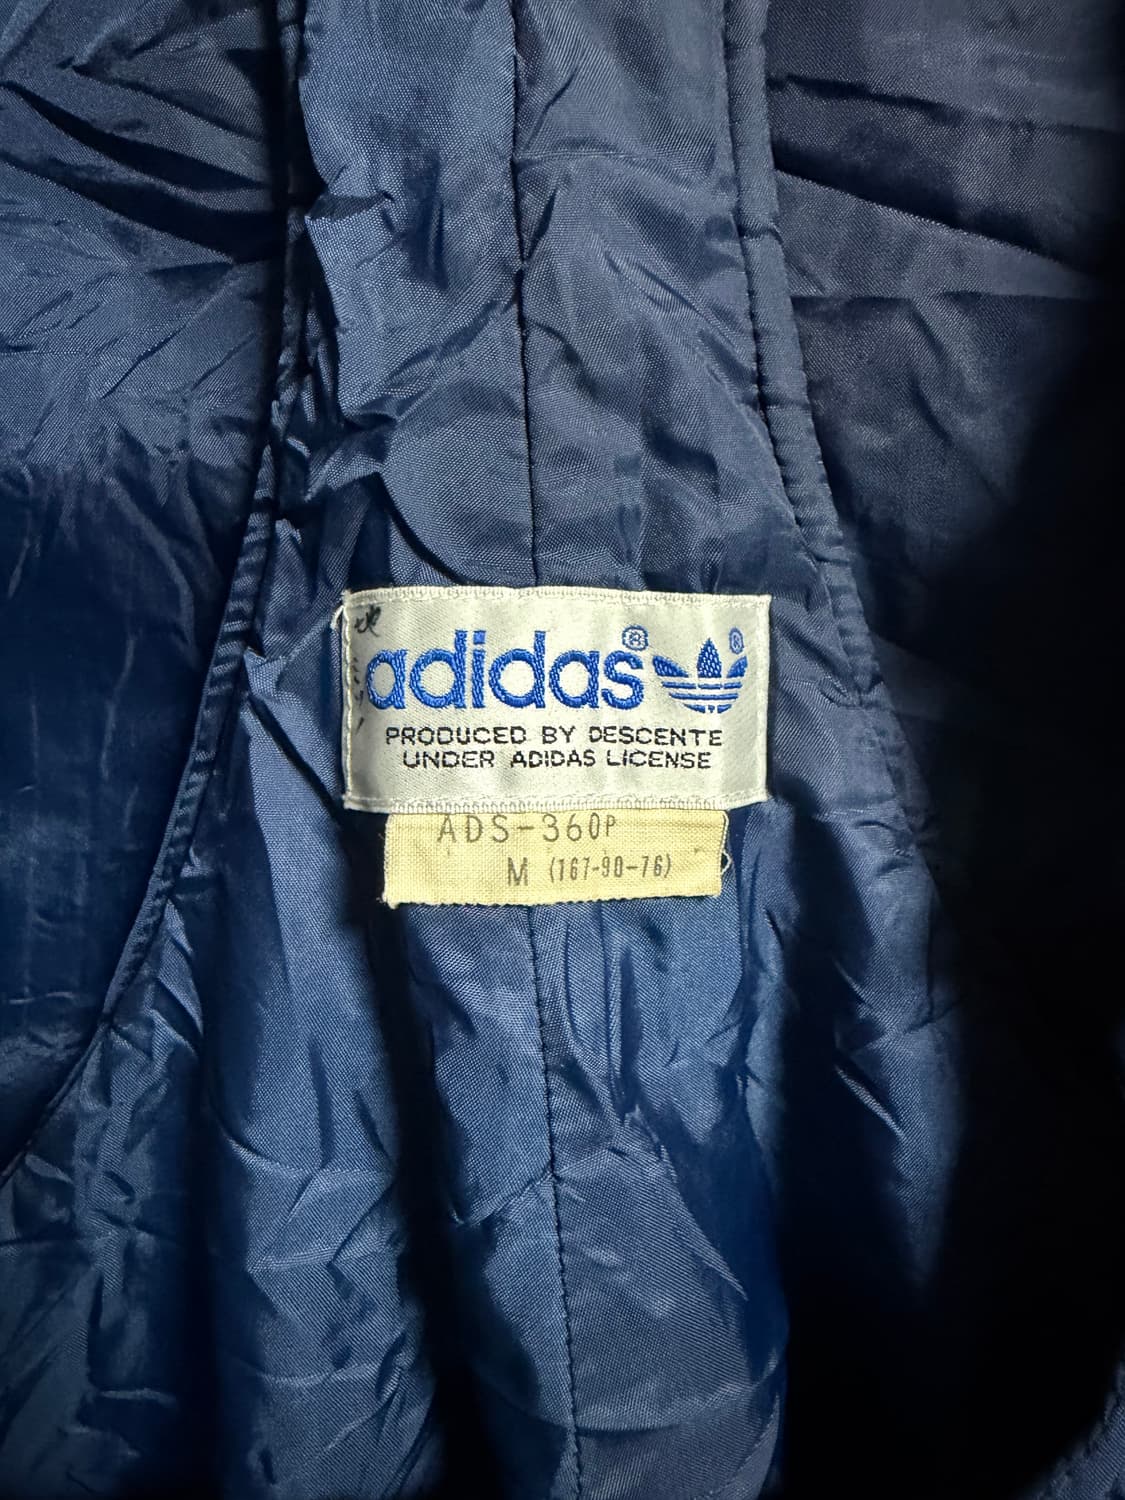 adidas® ®
PRODUCED BY DESCENTE
UNDER ADIDAS LICENSE
ADS-360P
M (167-90-76)